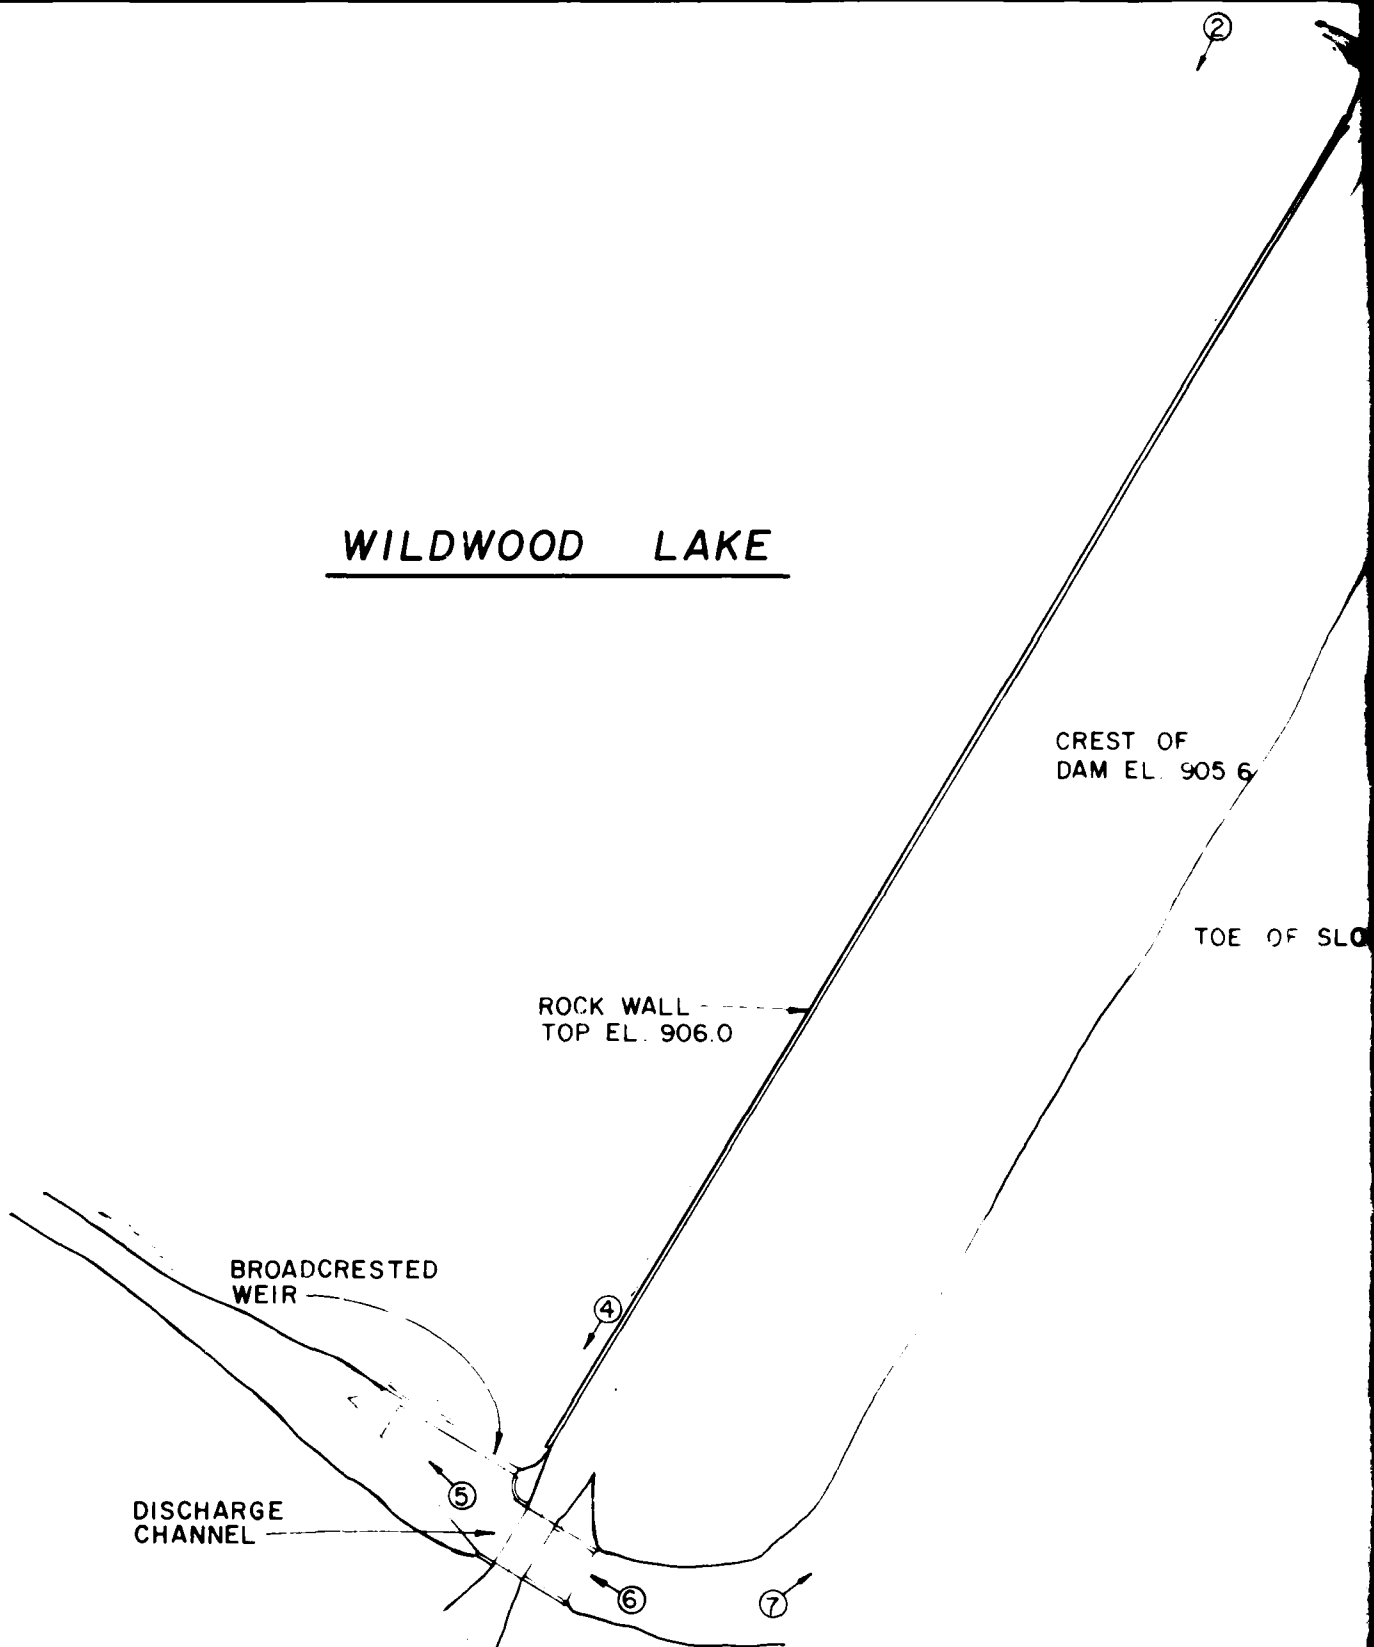 ②
WILDWOOD LAKE
CREST OF
DAM EL. 905 6
TOE OF SLO
ROCK WALL
TOP EL. 906.0
BROADCRESTED
WEIR
④
⑤
DISCHARGE
CHANNEL
⑥
⑦